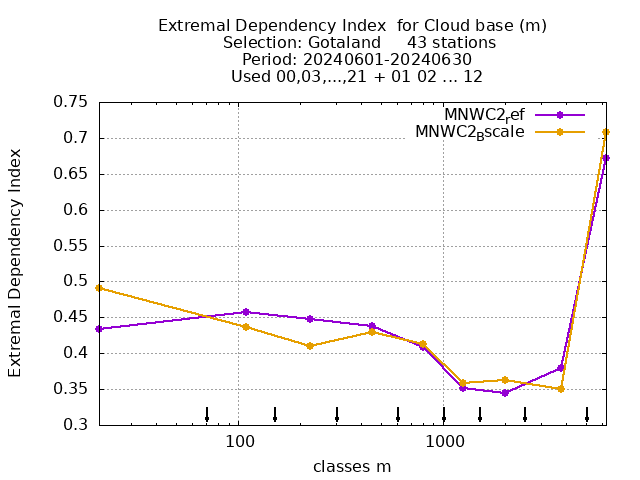 Extremal Dependency Index  for Cloud base (m)
Selection: Gotaland     43 stations
Period: 20240601-20240630
Used 00,03,...,21 + 01 02 ... 12
MNWC2ref
MNWC2Bscale
0.75
0.7
0.65
0.6
0.55
0.5
0.45
0.4
0.35
0.3
Extremal Dependency Index
100
1000
classes m